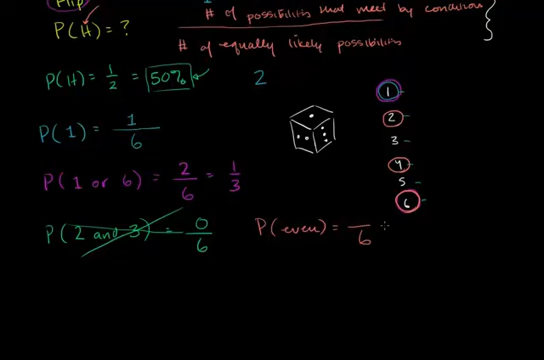 Flip
# of possibilities that meet my condition
P(H) = ?
# of equally likely possibilities
P(H) = 1/2 = 50%
2
1
P(1) = 1/6
2
3
4
P(1 or 6) = 2/6 = 1/3
5
6
P(2 and 3) = 0/6
P(even) = /6